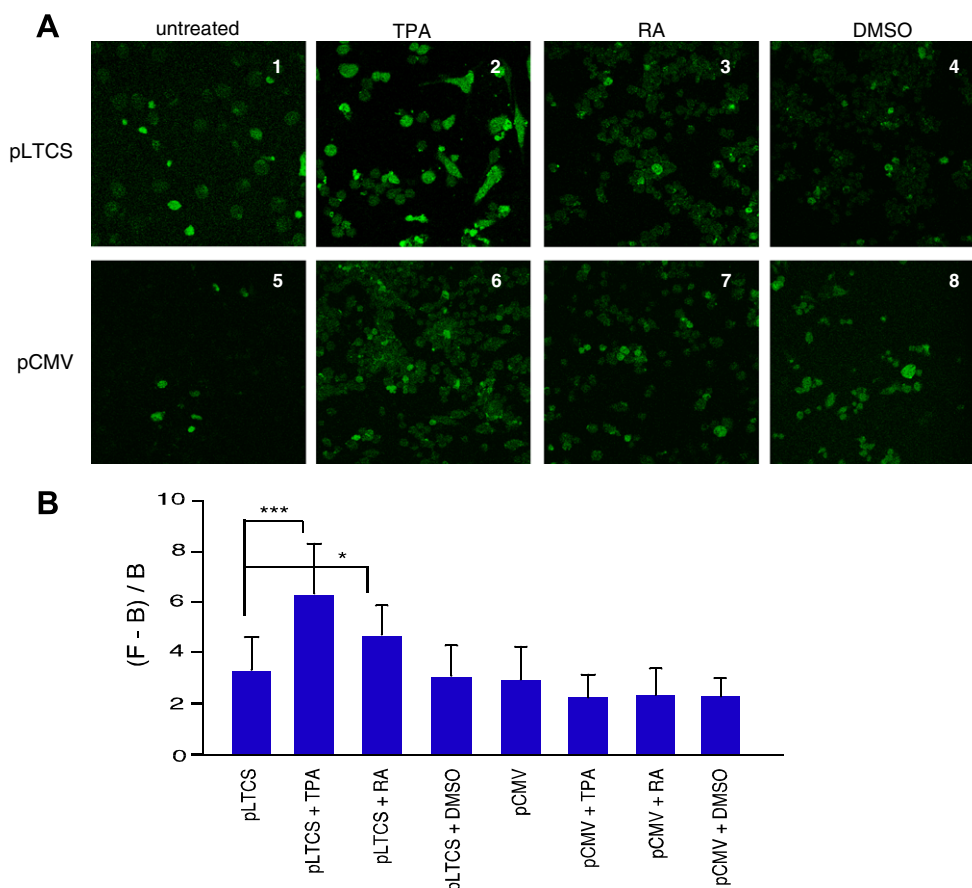 A
untreated TPA RA DMSO
pLTCS
1 2 3 4
pCMV
5 6 7 8
B
(F - B) / B
10
8
6
4
2
0
***
*
pLTCS
pLTCS + TPA
pLTCS + RA
pLTCS + DMSO
pCMV
pCMV + TPA
pCMV + RA
pCMV + DMSO